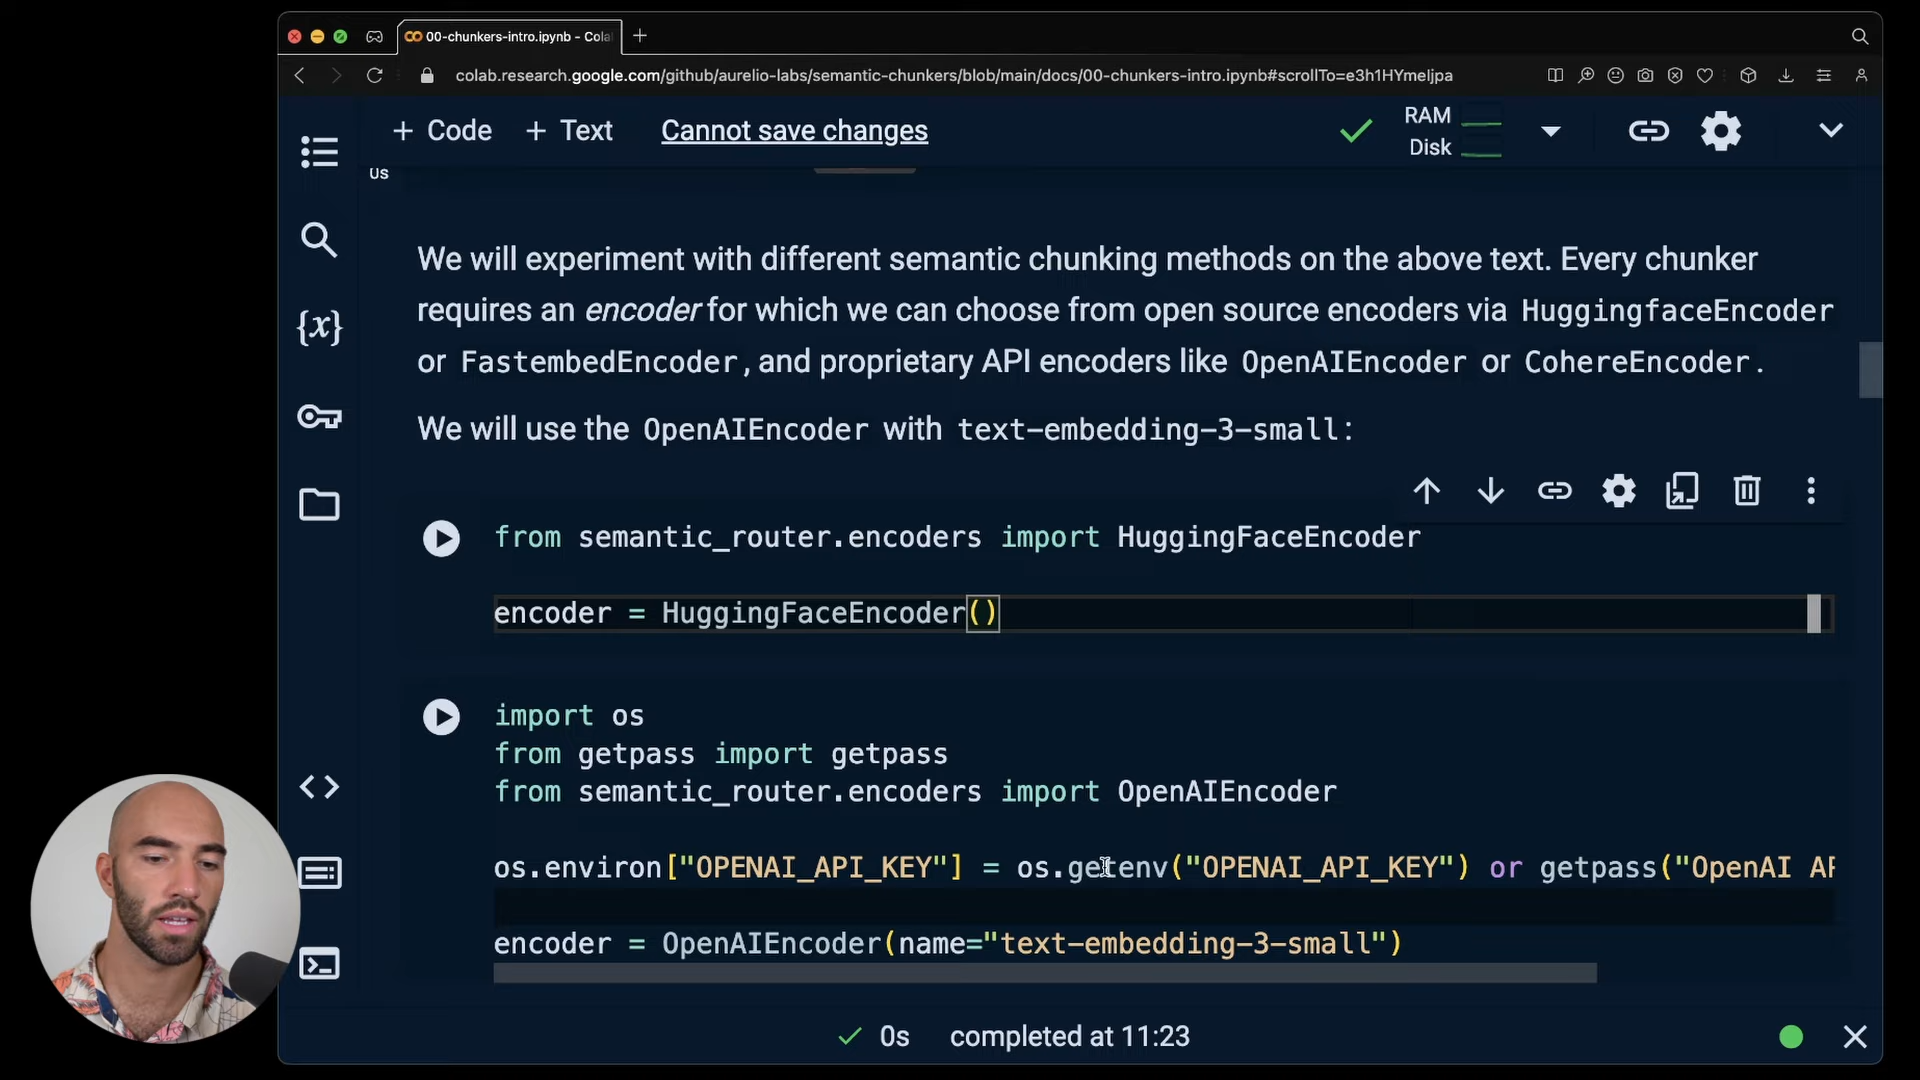 00-chunkers-intro.ipynb - Cola
colab.research.google.com/github/aurelio-labs/semantic-chunkers/blob/main/docs/00-chunkers-intro.ipynb#scrollTo=e3h1HYmeljpa
+ Code + Text Cannot save changes
RAM
Disk
0s
We will experiment with different semantic chunking methods on the above text. Every chunker
requires an encoder for which we can choose from open source encoders via HuggingfaceEncoder
or FastembedEncoder, and proprietary API encoders like OpenAIEncoder or CohereEncoder.
We will use the OpenAIEncoder with text-embedding-3-small:
from semantic_router.encoders import HuggingFaceEncoder
encoder = HuggingFaceEncoder()
import os
from getpass import getpass
from semantic_router.encoders import OpenAIEncoder
os.environ["OPENAI_API_KEY"] = os.getenv("OPENAI_API_KEY") or getpass("OpenAI AP
encoder = OpenAIEncoder(name="text-embedding-3-small")
0s completed at 11:23